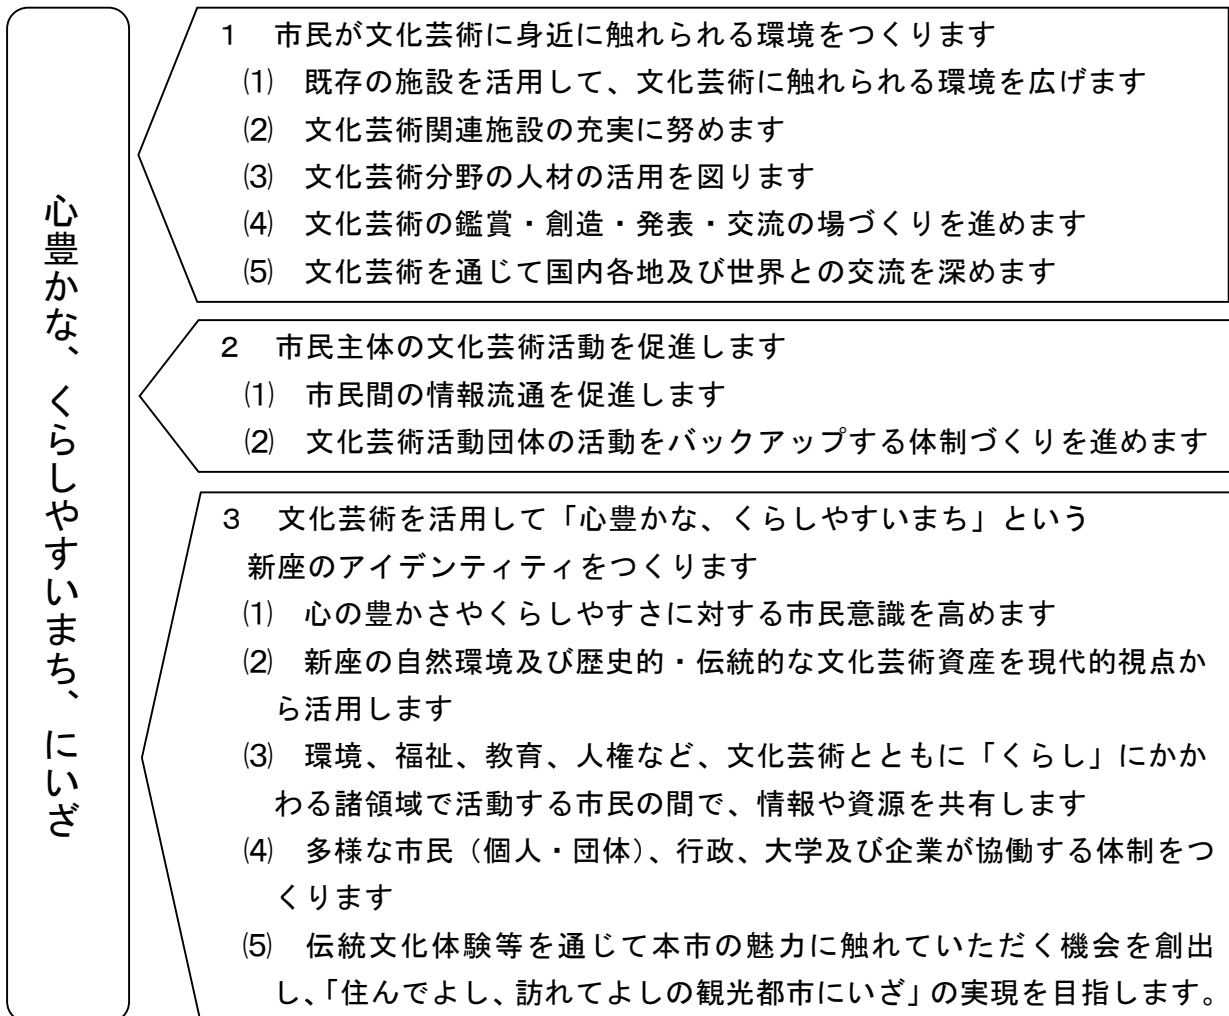 心豊かな、くらしやすいまち、にいざ
１　市民が文化芸術に身近に触れられる環境をつくります
⑴　既存の施設を活用して、文化芸術に触れられる環境を広げます
⑵　文化芸術関連施設の充実に努めます
⑶　文化芸術分野の人材の活用を図ります
⑷　文化芸術の鑑賞・創造・発表・交流の場づくりを進めます
⑸　文化芸術を通じて国内各地及び世界との交流を深めます
２　市民主体の文化芸術活動を促進します
⑴　市民間の情報流通を促進します
⑵　文化芸術活動団体の活動をバックアップする体制づくりを進めます
３　文化芸術を活用して「心豊かな、くらしやすいまち」という
新座のアイデンティティをつくります
⑴　心の豊かさやくらしやすさに対する市民意識を高めます
⑵　新座の自然環境及び歴史的・伝統的な文化芸術資産を現代的視点か
ら活用します
⑶　環境、福祉、教育、人権など、文化芸術とともに「くらし」にかか
わる諸領域で活動する市民の間で、情報や資源を共有します
⑷　多様な市民（個人・団体）、行政、大学及び企業が協働する体制をつ
くります
⑸　伝統文化体験等を通じて本市の魅力に触れていただく機会を創出
し、「住んでよし、訪れてよしの観光都市にいざ」の実現を目指します。